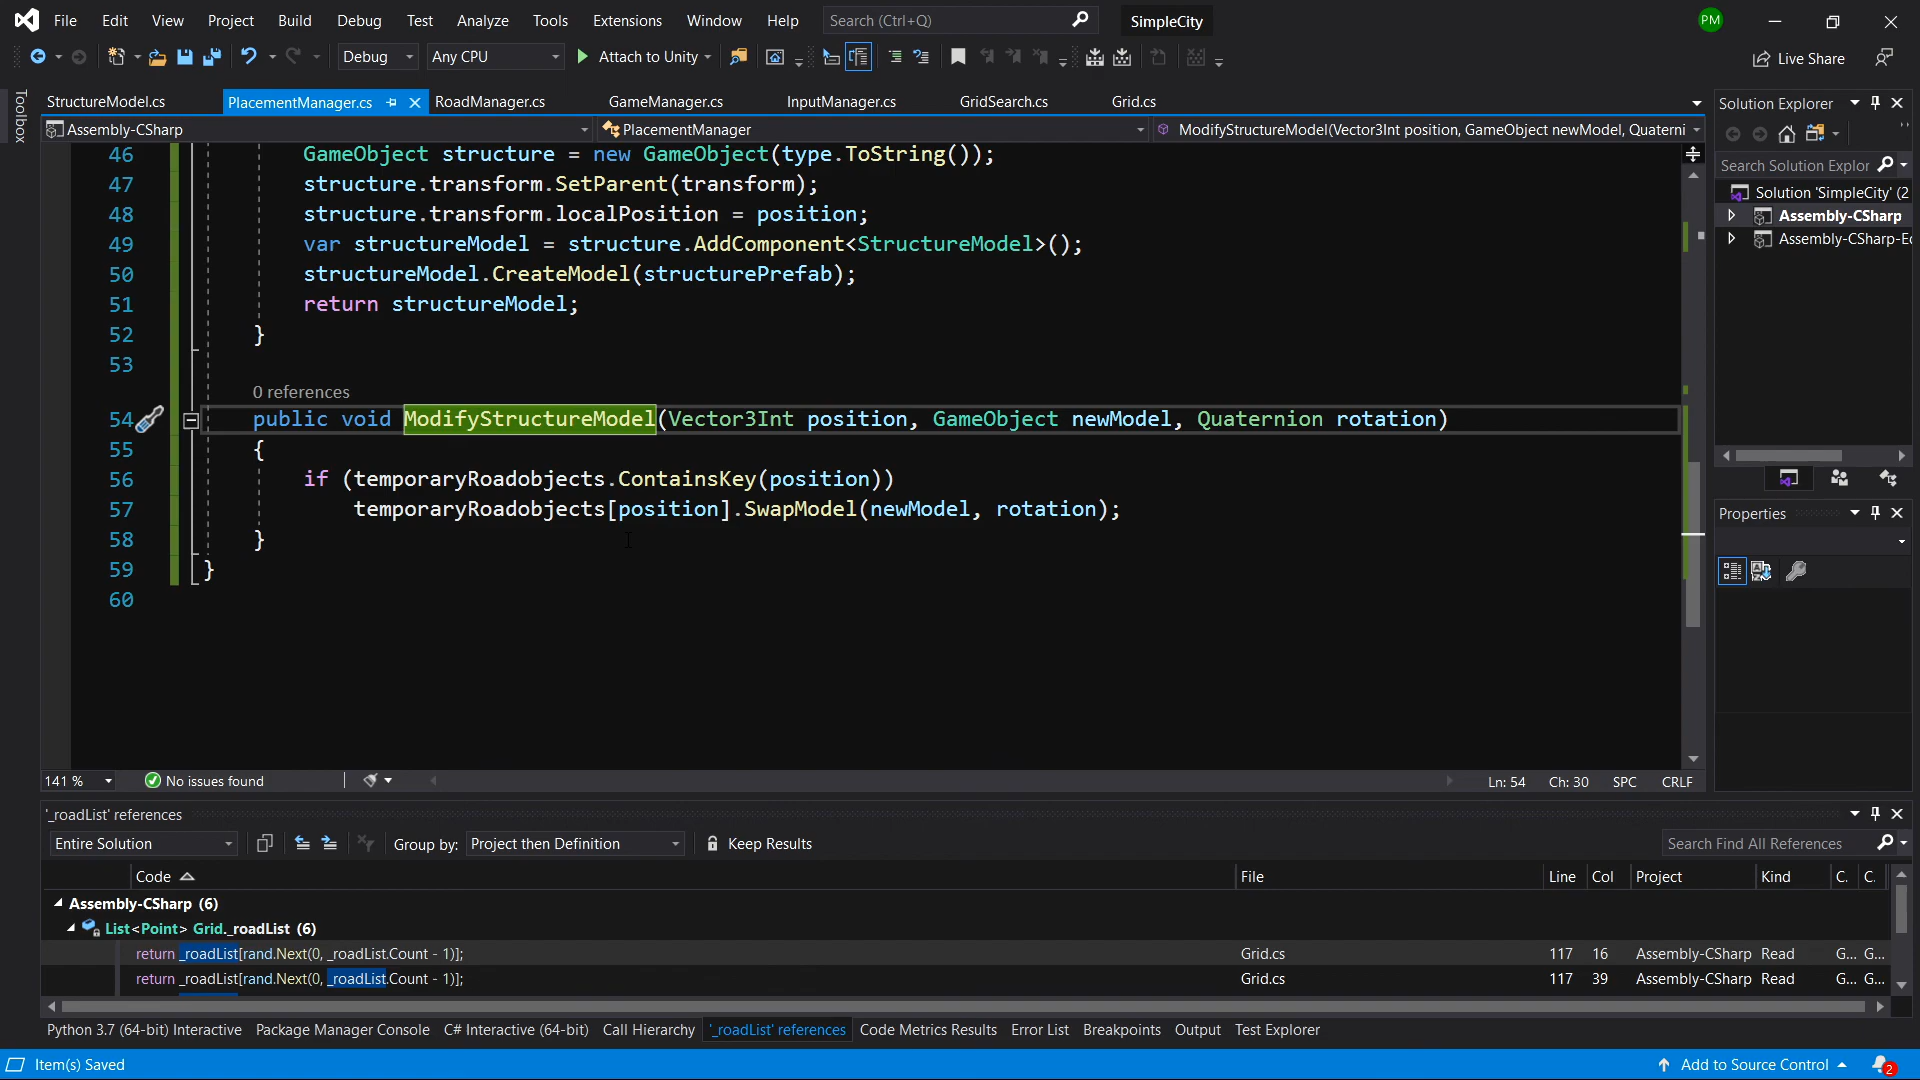 File Edit View Project Build Debug Test Analyze Tools Extensions Window Help Search (Ctrl+Q) SimpleCity PM
Debug Any CPU Attach to Unity Live Share
Toolbox
StructureModel.cs PlacementManager.cs RoadManager.cs GameManager.cs InputManager.cs GridSearch.cs Grid.cs
Assembly-CSharp PlacementManager ModifyStructureModel(Vector3Int position, GameObject newModel, Quaterni
46 GameObject structure = new GameObject(type.ToString());
47 structure.transform.SetParent(transform);
48 structure.transform.localPosition = position;
49 var structureModel = structure.AddComponent<StructureModel>();
50 structureModel.CreateModel(structurePrefab);
51 return structureModel;
52 }
53
0 references
54 public void ModifyStructureModel(Vector3Int position, GameObject newModel, Quaternion rotation)
55 {
56 if (temporaryRoadobjects.ContainsKey(position))
57 temporaryRoadobjects[position].SwapModel(newModel, rotation);
58 }
59 }
60
141 % No issues found Ln: 54 Ch: 30 SPC CRLF
Solution Explorer
Search Solution Explor
Solution 'SimpleCity' (2
Assembly-CSharp
Assembly-CSharp-Ec
Properties
'_roadList' references
Entire Solution Group by: Project then Definition Keep Results Search Find All References
Code File Line Col Project Kind C. C.
Assembly-CSharp (6)
List<Point> Grid._roadList (6)
return _roadList[rand.Next(0, _roadList.Count - 1)]; Grid.cs 117 16 Assembly-CSharp Read G... G...
return _roadList[rand.Next(0, _roadList.Count - 1)]; Grid.cs 117 39 Assembly-CSharp Read G... G...
Python 3.7 (64-bit) Interactive Package Manager Console C# Interactive (64-bit) Call Hierarchy '_roadList' references Code Metrics Results Error List Breakpoints Output Test Explorer
Item(s) Saved Add to Source Control 2